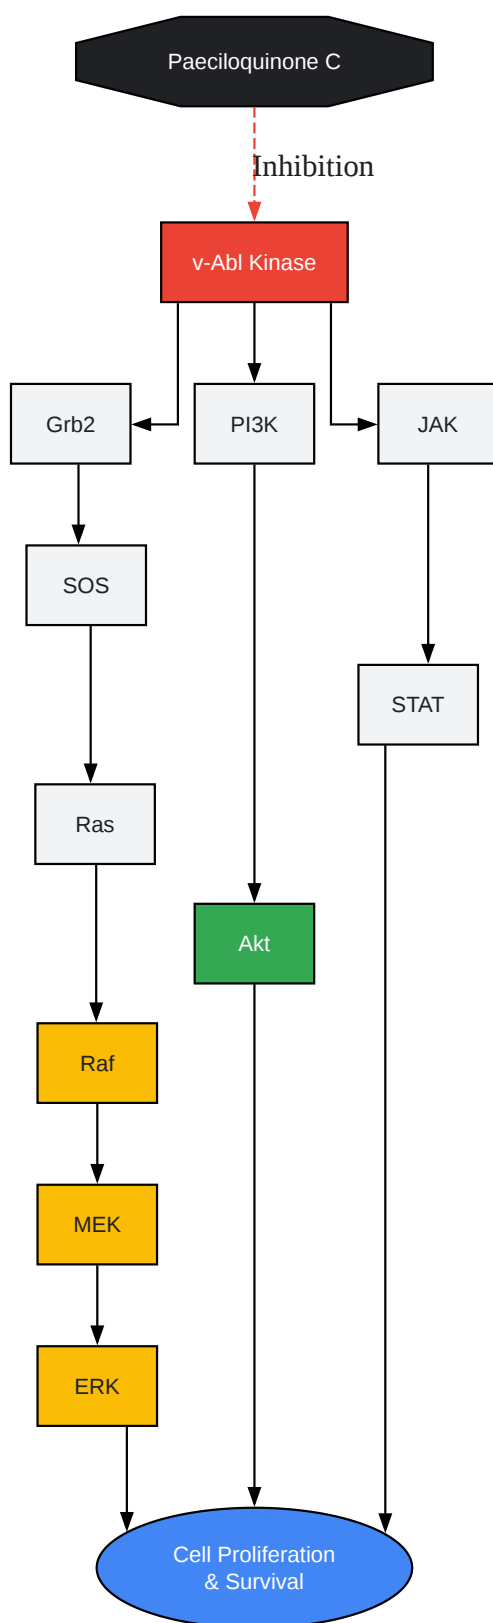 Paeciloquinone C
Inhibition
v-Abl Kinase
Grb2
PI3K
JAK
SOS
STAT
Ras
Akt
Raf
MEK
ERK
Cell Proliferation
& Survival